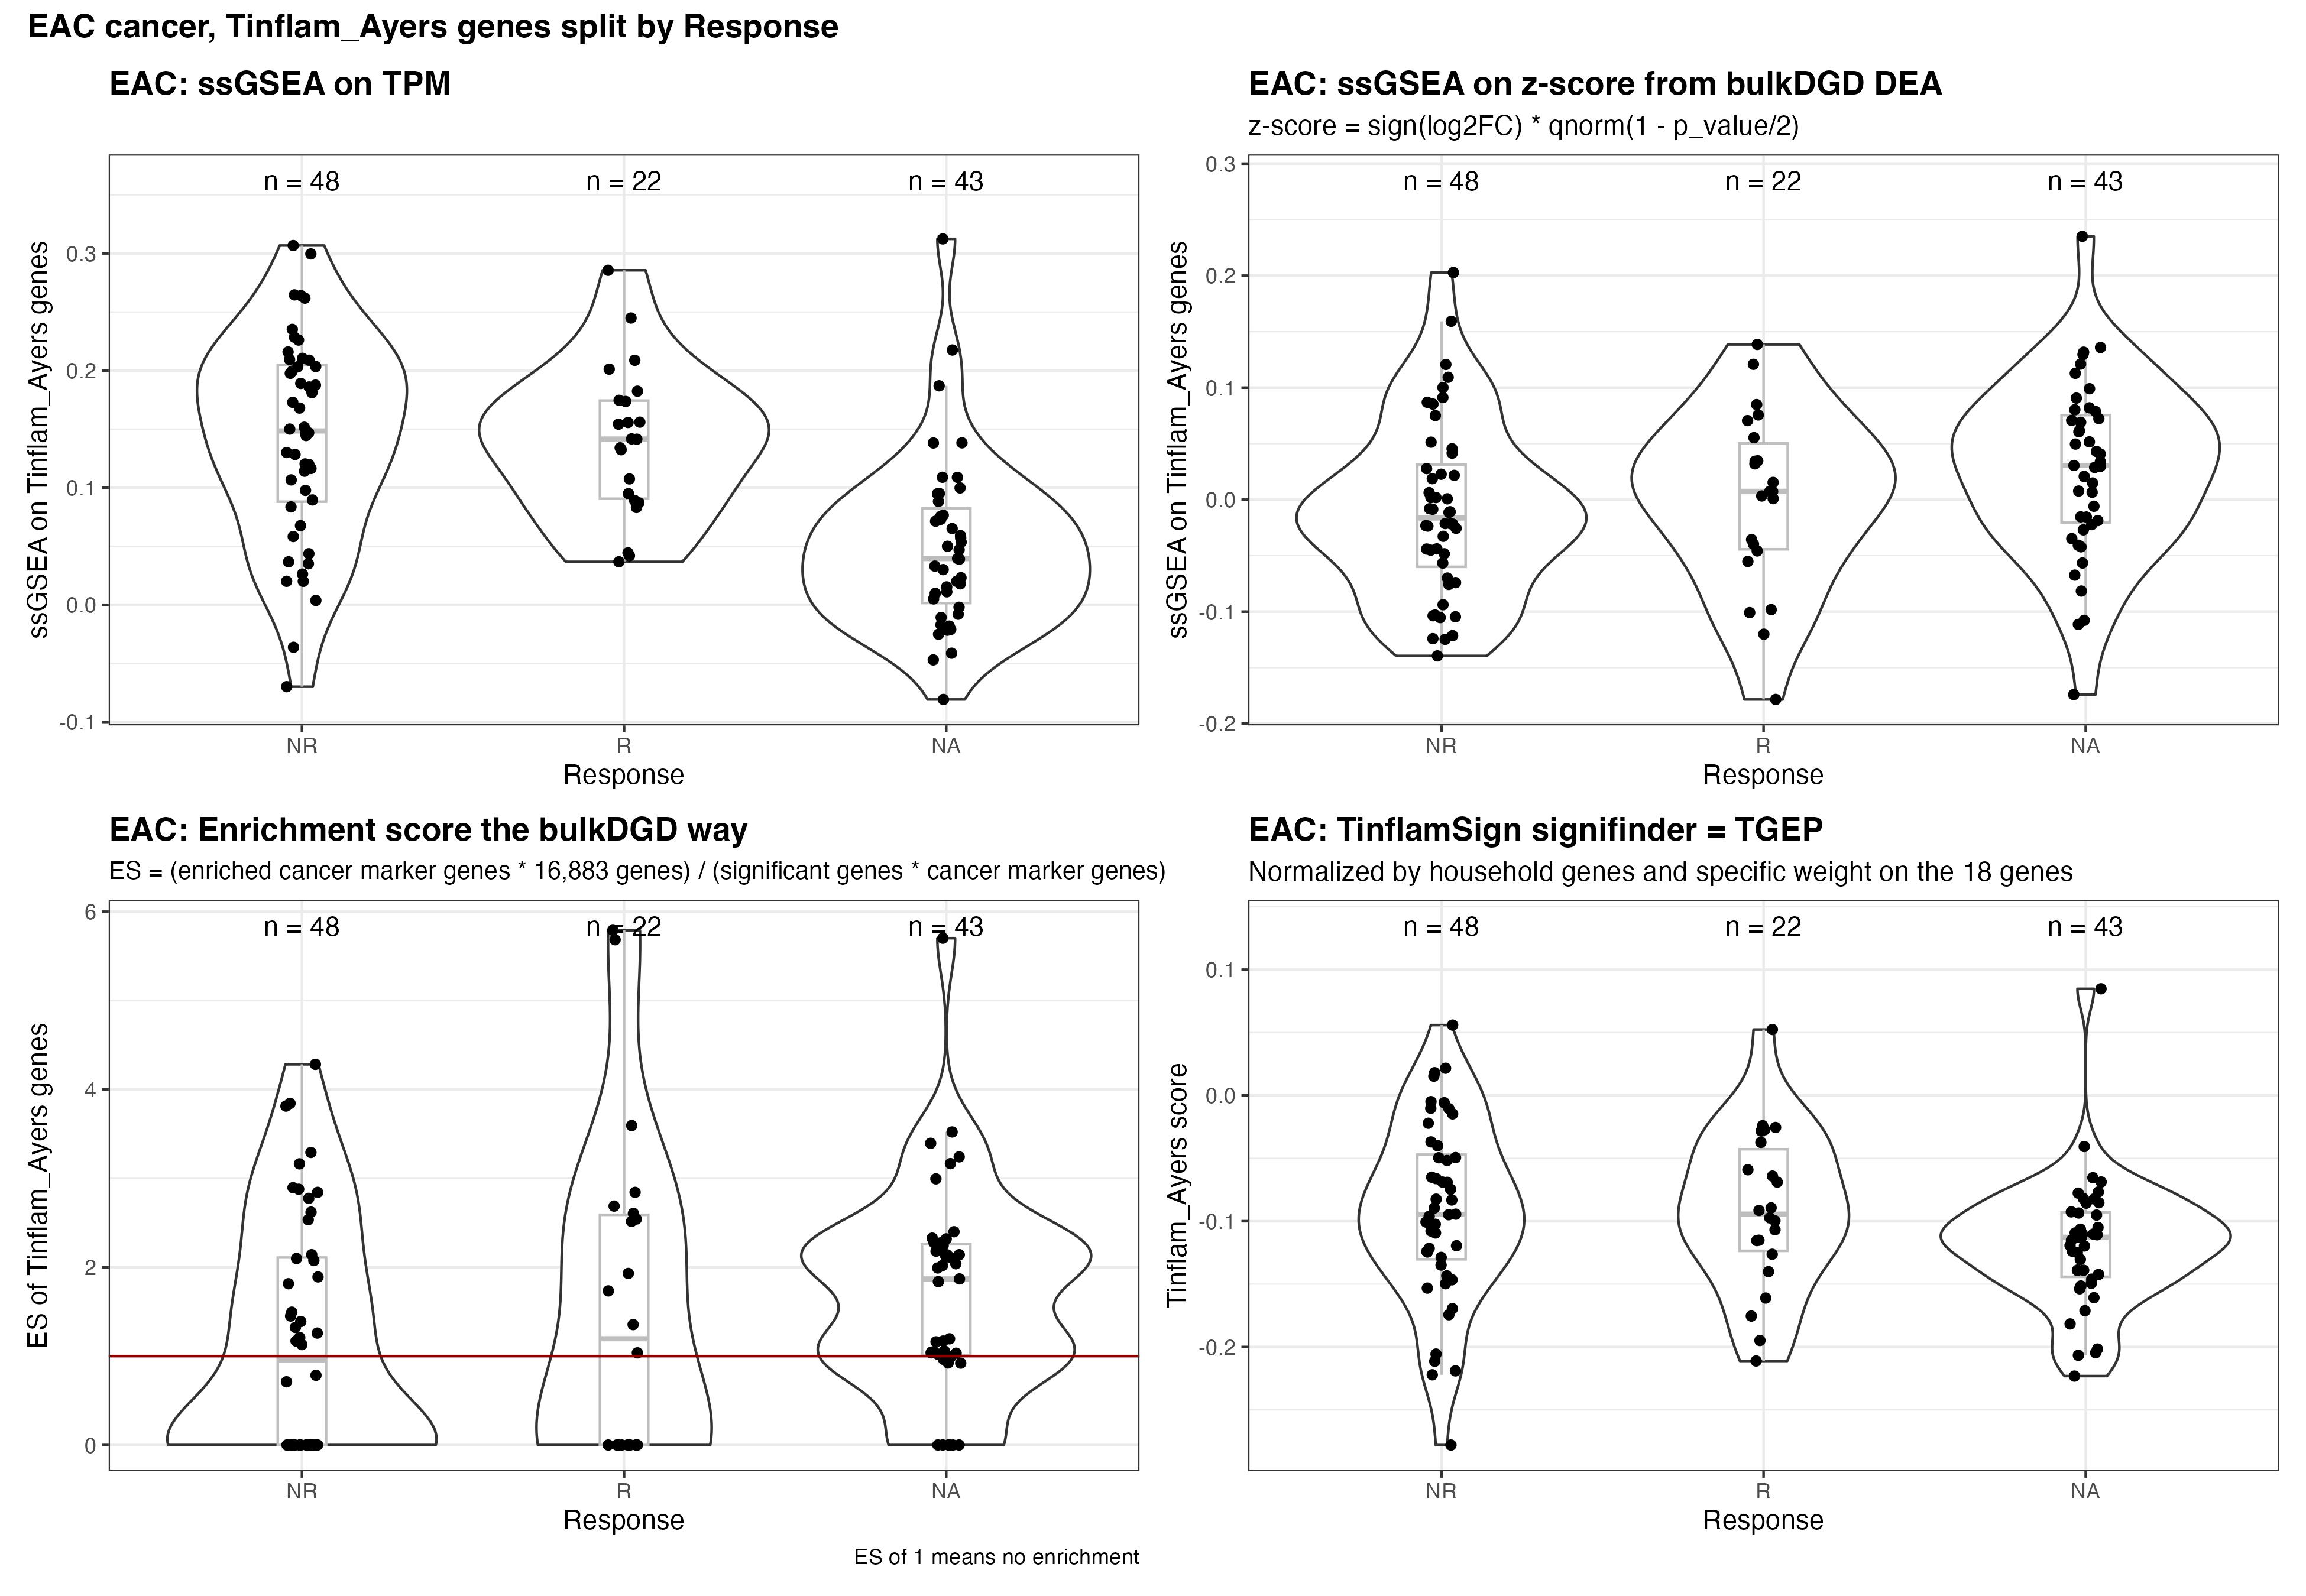 EAC cancer, Tinflam_Ayers genes split by Response
EAC: ssGSEA on TPM
n = 48
n = 22
n = 43
ssGSEA on Tinflam_Ayers genes
0.3
0.2
0.1
0.0
-0.1
NR
R
NA
Response
EAC: ssGSEA on z-score from bulkDGD DEA
z-score = sign(log2FC) * qnorm(1 - p_value/2)
n = 48
n = 22
n = 43
ssGSEA on Tinflam_Ayers genes
0.3
0.2
0.1
0.0
-0.1
-0.2
NR
R
NA
Response
EAC: Enrichment score the bulkDGD way
ES = (enriched cancer marker genes * 16,883 genes) / (significant genes * cancer marker genes)
n = 48
n = 22
n = 43
ES of Tinflam_Ayers genes
6
4
2
0
NR
R
NA
Response
ES of 1 means no enrichment
EAC: TinflamSign signifinder = TGEP
Normalized by household genes and specific weight on the 18 genes
n = 48
n = 22
n = 43
Tinflam_Ayers score
0.1
0.0
-0.1
-0.2
NR
R
NA
Response